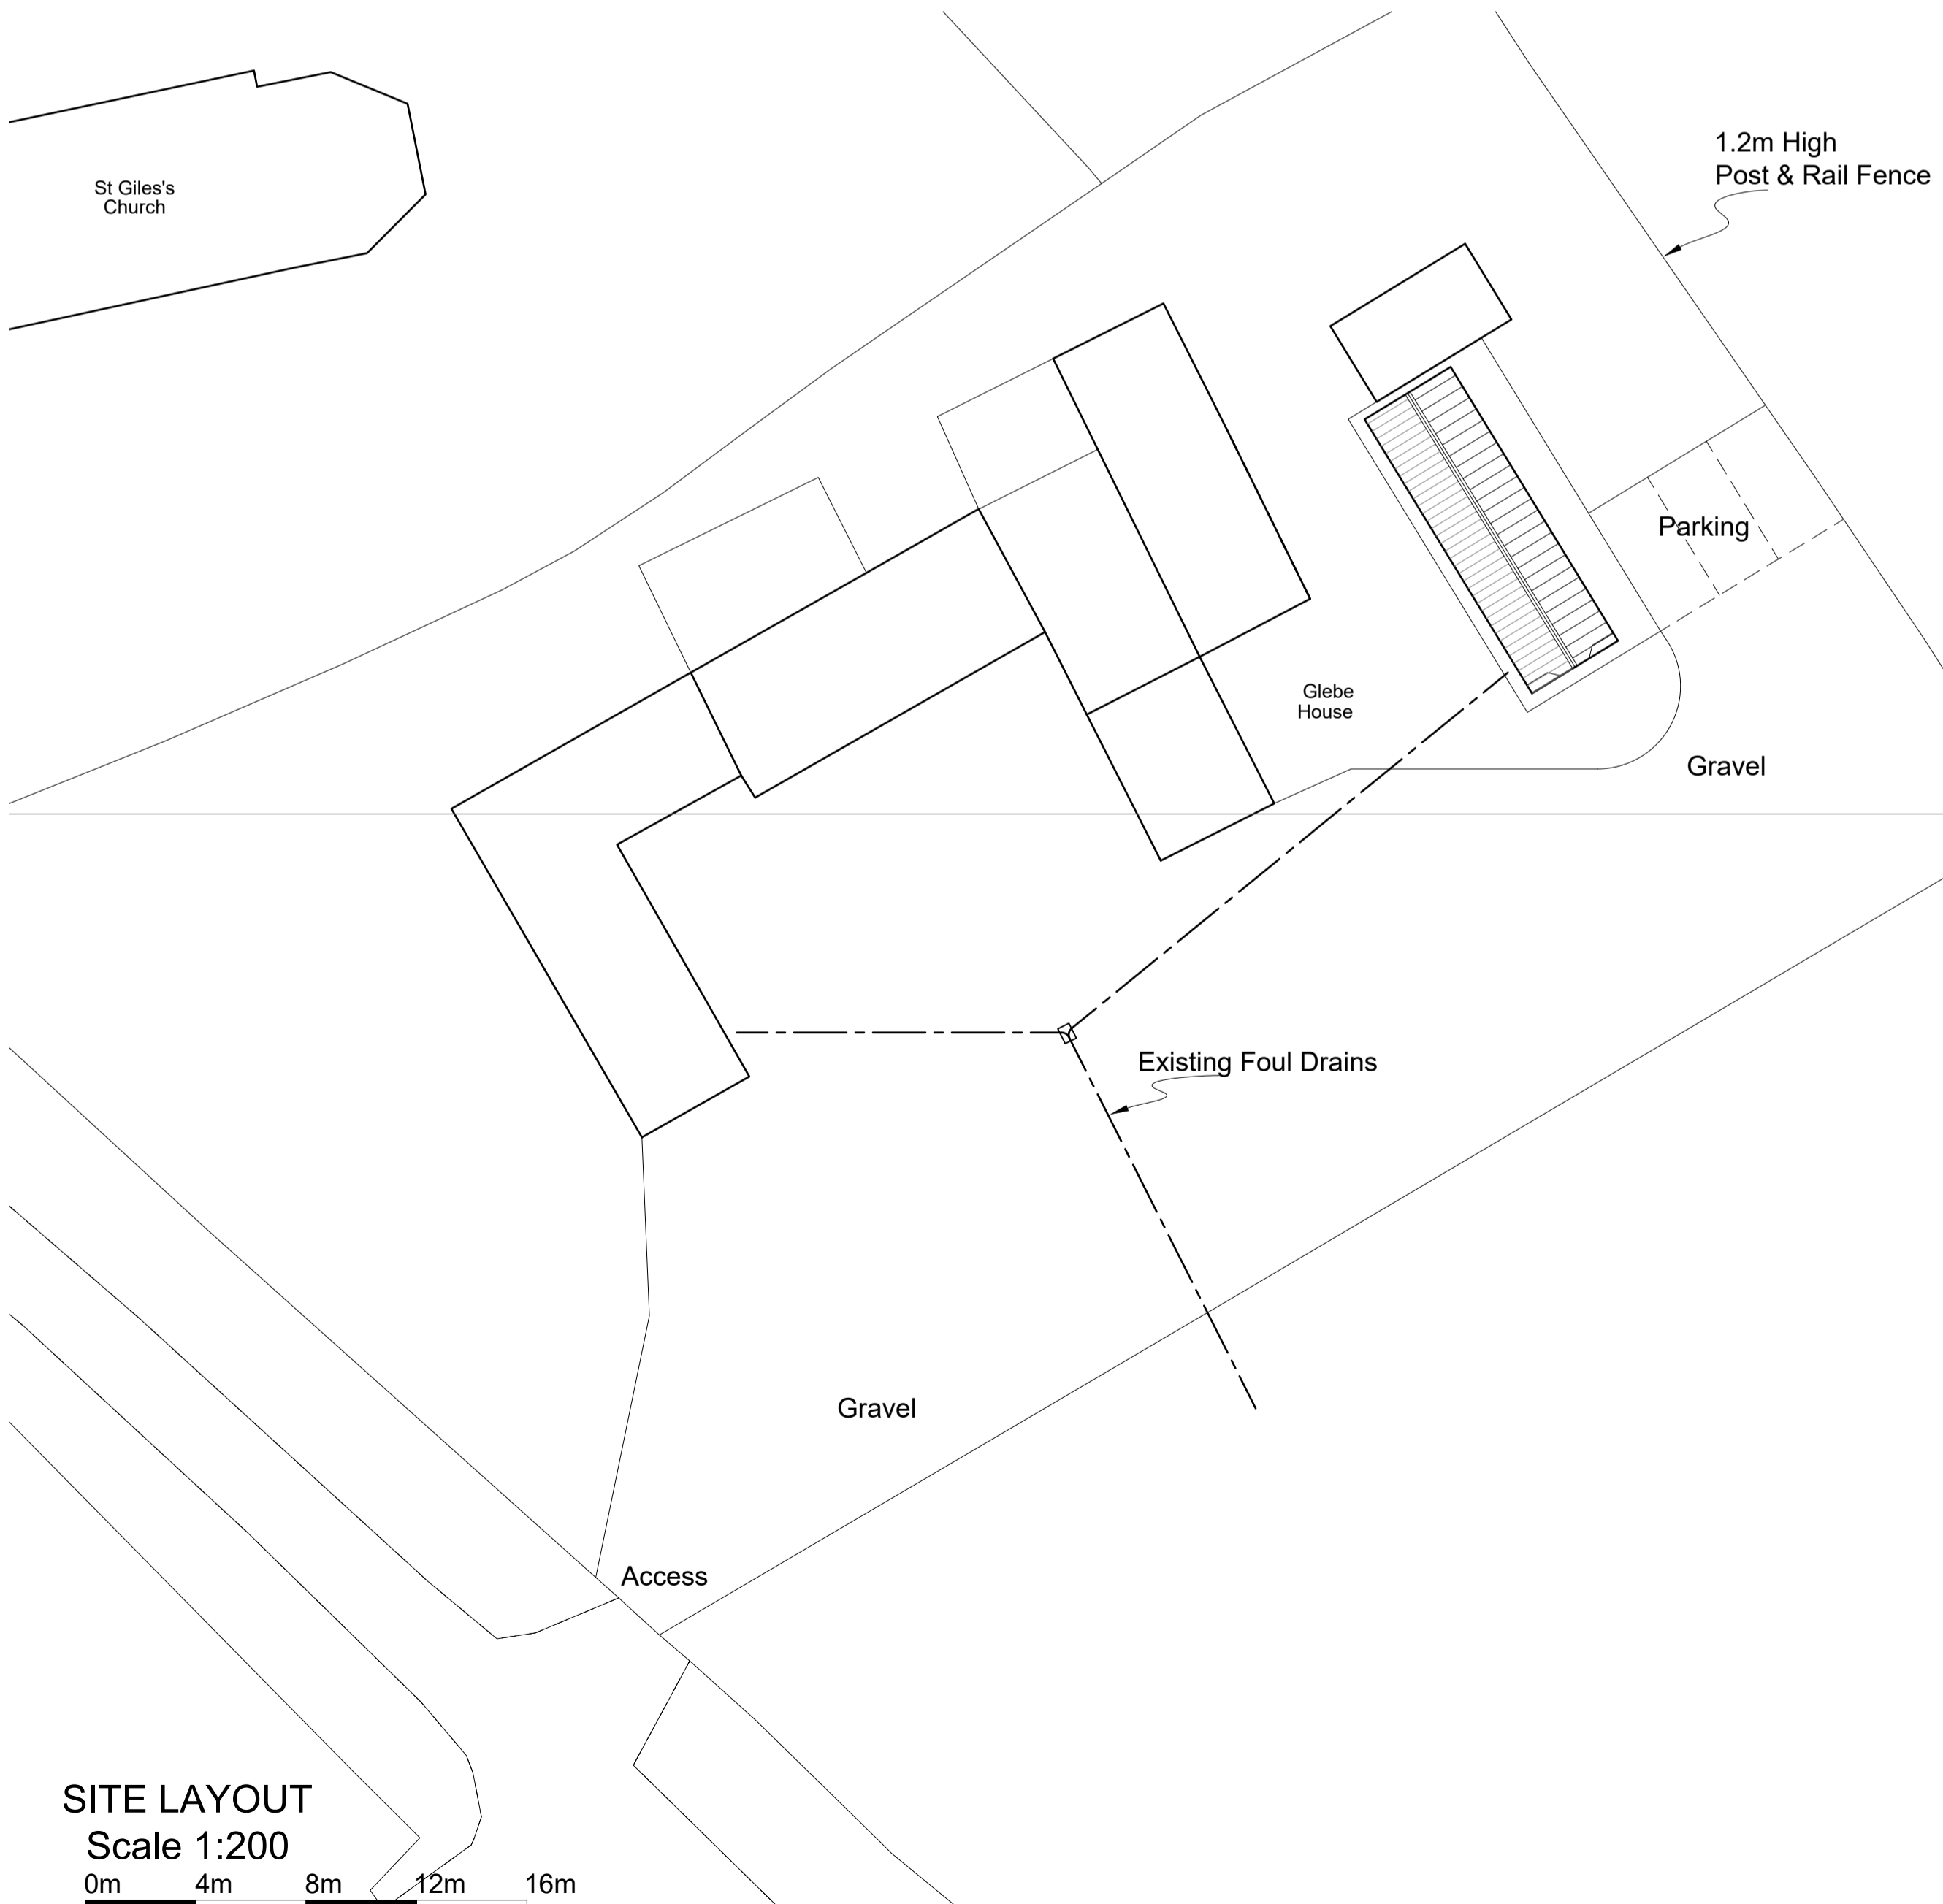 1.2m High
Post & Rail Fence
St Giles's
Church
Parking
Glebe
House
Gravel
Existing Foul Drains
Gravel
Access
SITE LAYOUT
Scale 1:200
0m 4m 8m 12m 16m